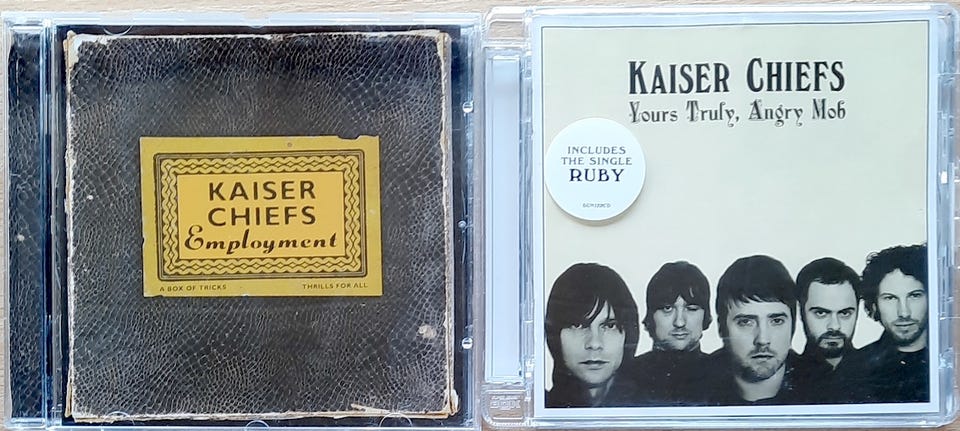 KAISER
CHIEFS
Employment
A BOX OF TRICKS
THRILLS FOR ALL
KAISER CHIEFS
Yours Truly, Angry Mob
INCLUDES
THE SINGLE
RUBY